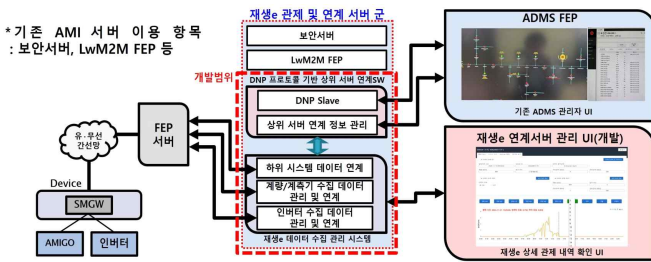 *기존 AMI 서버 이용 항목
: 보안서버, LwM2M FEP 등
재생e 관제 및 연계 서버 군
보안서버
LwM2M FEP
개발범위
DNP 프로토콜 기반 상위 서버 연계SW
DNP Slave
상위 서버 연계 정보 관리
하위 시스템 데이터 연계
계량/계측기 수집 데이터
관리 및 연계
인버터 수집 데이터
관리 및 연계
재생e 데이터 수집 관리 시스템
FEP
서버
유·무선
간선망
Device
SMGW
AMIGO
인버터
ADMS FEP
기존 ADMS 관리자 UI
재생e 연계서버 관리 UI(개발)
재생e 상세 관제 내역 확인 UI